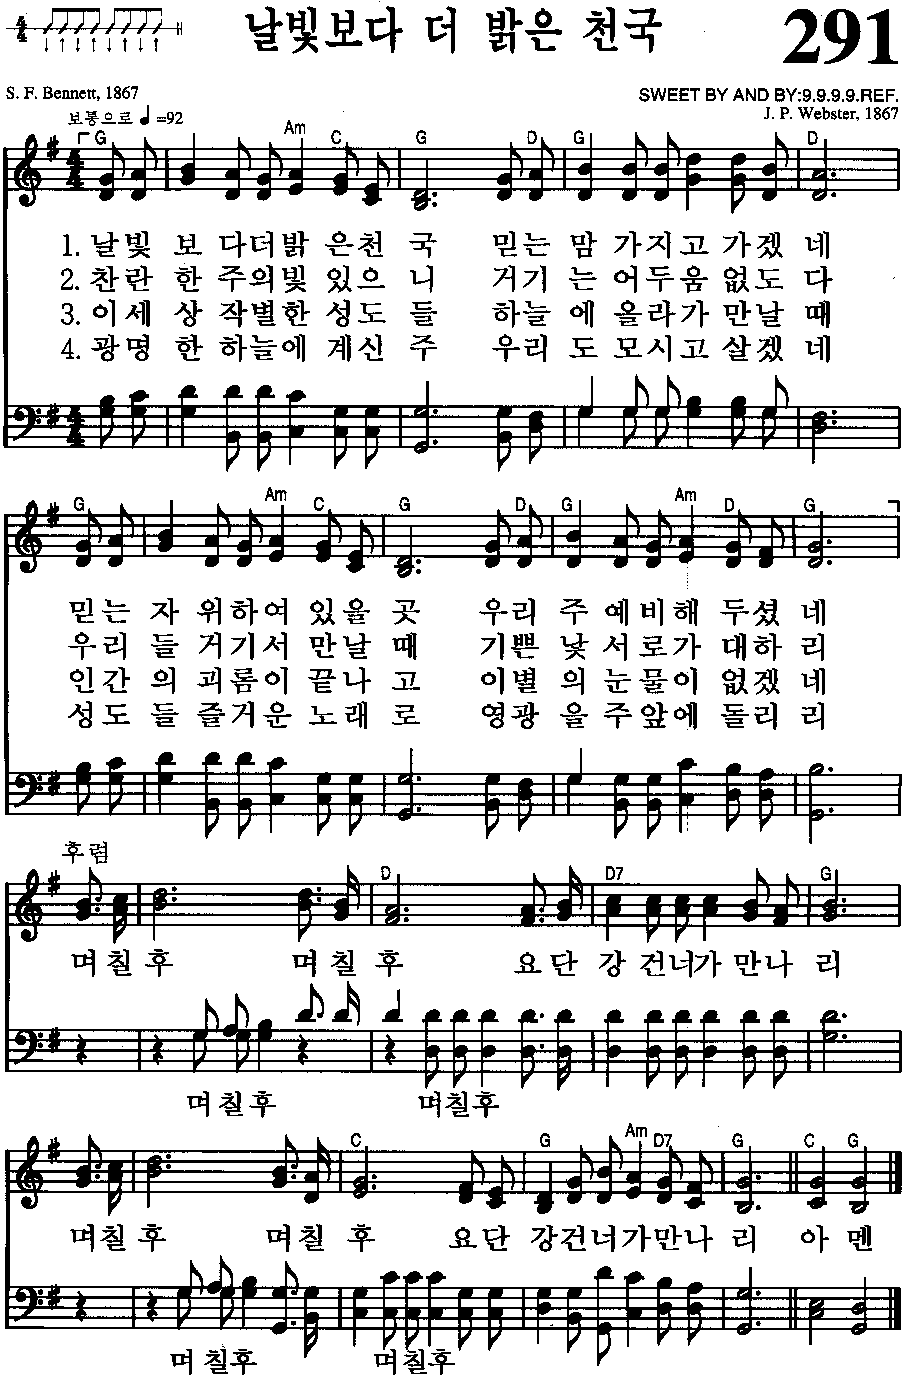 날빛보다 더 밝은 천국 291
S. F. Bennett, 1867
SWEET BY AND BY:9.9.9.9.REF.
J. P. Webster, 1867
보통으로 ♩=92
G Am C G D G D
1. 날빛 보 다더밝 은천 국 믿는 맘 가지고 가겠 네
2. 찬란 한 주의빛 있으 니 거기 는 어두움 없도 다
3. 이세 상 작별한 성도 들 하늘 에 올라가 만날 때
4. 광명 한 하늘에 계신 주 우리 도 모시고 살겠 네
G Am C G D G Am D G
믿는 자 위하여 있을 곳 우리 주 예비해 두셨 네
우리 들 거기서 만날 때 기쁜 낯 서로가 대하 리
인간 의 괴롬이 끝나 고 이별 의 눈물이 없겠 네
성도 들 즐거운 노래 로 영광 을 주앞에 돌리 리
후렴
D D7 G
며칠후 며칠후 요단 강 건너가 만나 리
며칠후 며칠후
C G Am D7 G C G
며칠후 며칠후 요단 강건너가만나 리 아멘
며칠후 며칠후